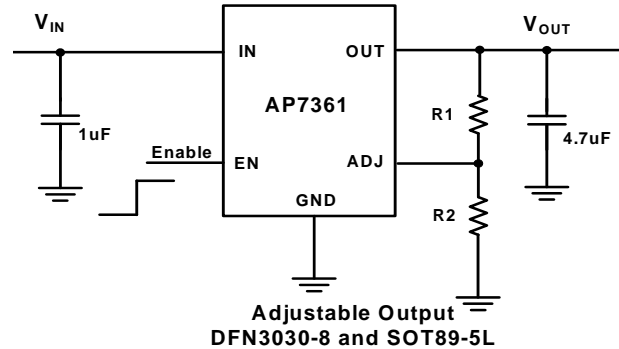 VIN
VOUT
IN
OUT
AP7361
R1
1uF
4.7uF
Enable
EN
ADJ
GND
R2
Adjustable Output
DFN3030-8 and SOT89-5L